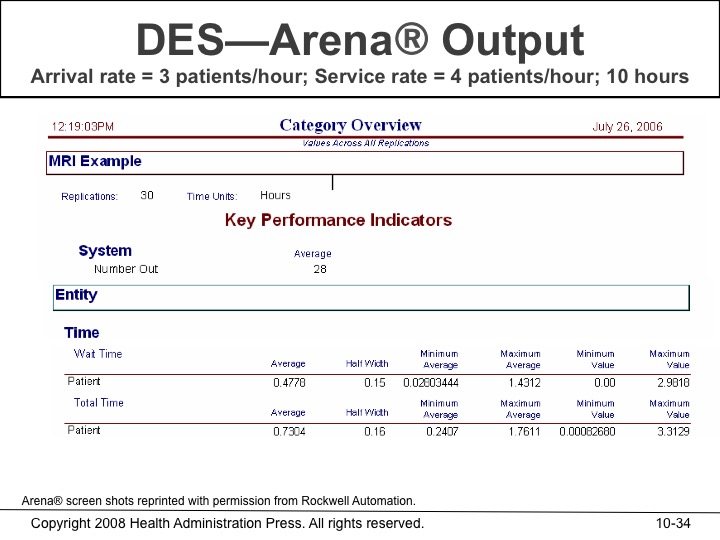 DES—Arena® Output
Arrival rate = 3 patients/hour; Service rate = 4 patients/hour; 10 hours
12:19:03PM Category Overview July 26, 2006
Values Across All Replications
MRI Example
Replications: 30 Time Units: Hours
Key Performance Indicators
System Average
Number Out 28
Entity
Time
Wait Time Average Half Width Minimum Average Maximum Average Minimum Value Maximum Value
Patient 0.4778 0.15 0.02803444 1.4312 0.00 2.9818
Total Time Average Half Width Minimum Average Maximum Average Minimum Value Maximum Value
Patient 0.7304 0.16 0.2407 1.7611 0.00082680 3.3129
Arena® screen shots reprinted with permission from Rockwell Automation.
Copyright 2008 Health Administration Press. All rights reserved. 10-34